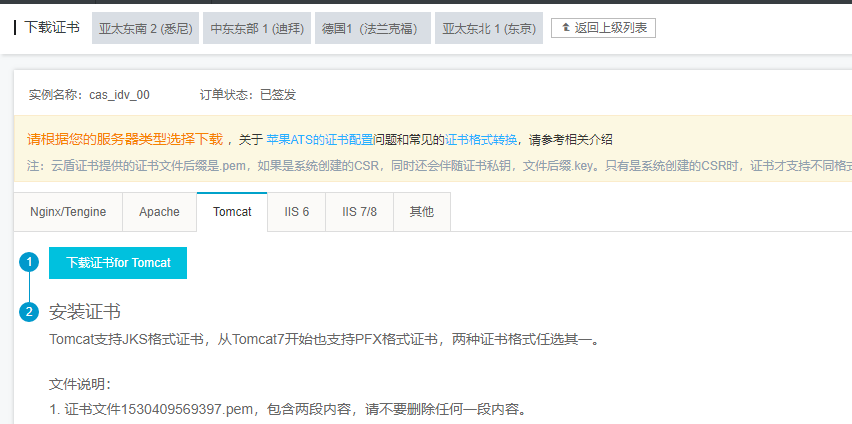 下载证书 亚太东南 2 (悉尼) 中东东部 1 (迪拜) 德国1（法兰克福） 亚太东北 1 (东京) 返回上级列表
实例名称：cas_idv_00 订单状态：已签发
请根据您的服务器类型选择下载 ，关于 苹果ATS的证书配置问题和常见的证书格式转换，请参考相关介绍
注：云盾证书提供的证书文件后缀是.pem，如果是系统创建的CSR，同时还会伴随证书私钥，文件后缀.key。只有是系统创建的CSR时，证书才支持不同格式
Nginx/Tengine Apache Tomcat IIS 6 IIS 7/8 其他
1 下载证书for Tomcat
2 安装证书
Tomcat支持JKS格式证书，从Tomcat7开始也支持PFX格式证书，两种证书格式任选其一。
文件说明：
1. 证书文件1530409569397.pem，包含两段内容，请不要删除任何一段内容。